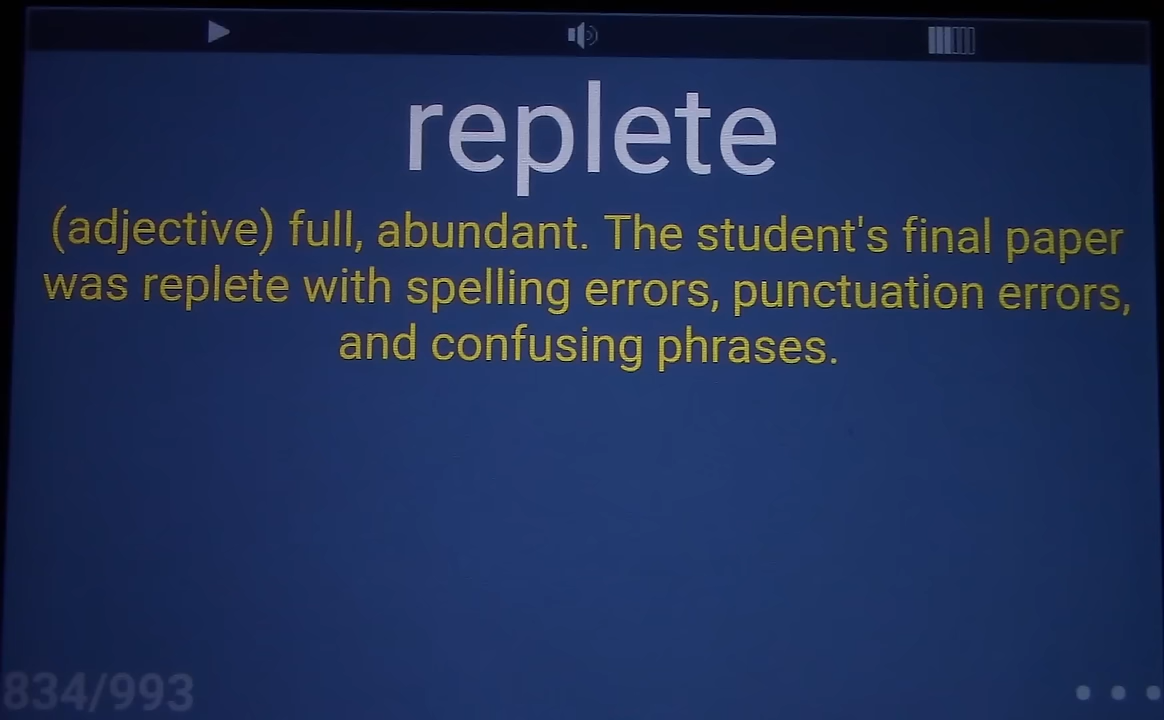 replete
(adjective) full, abundant. The student's final paper
was replete with spelling errors, punctuation errors,
and confusing phrases.
834/993